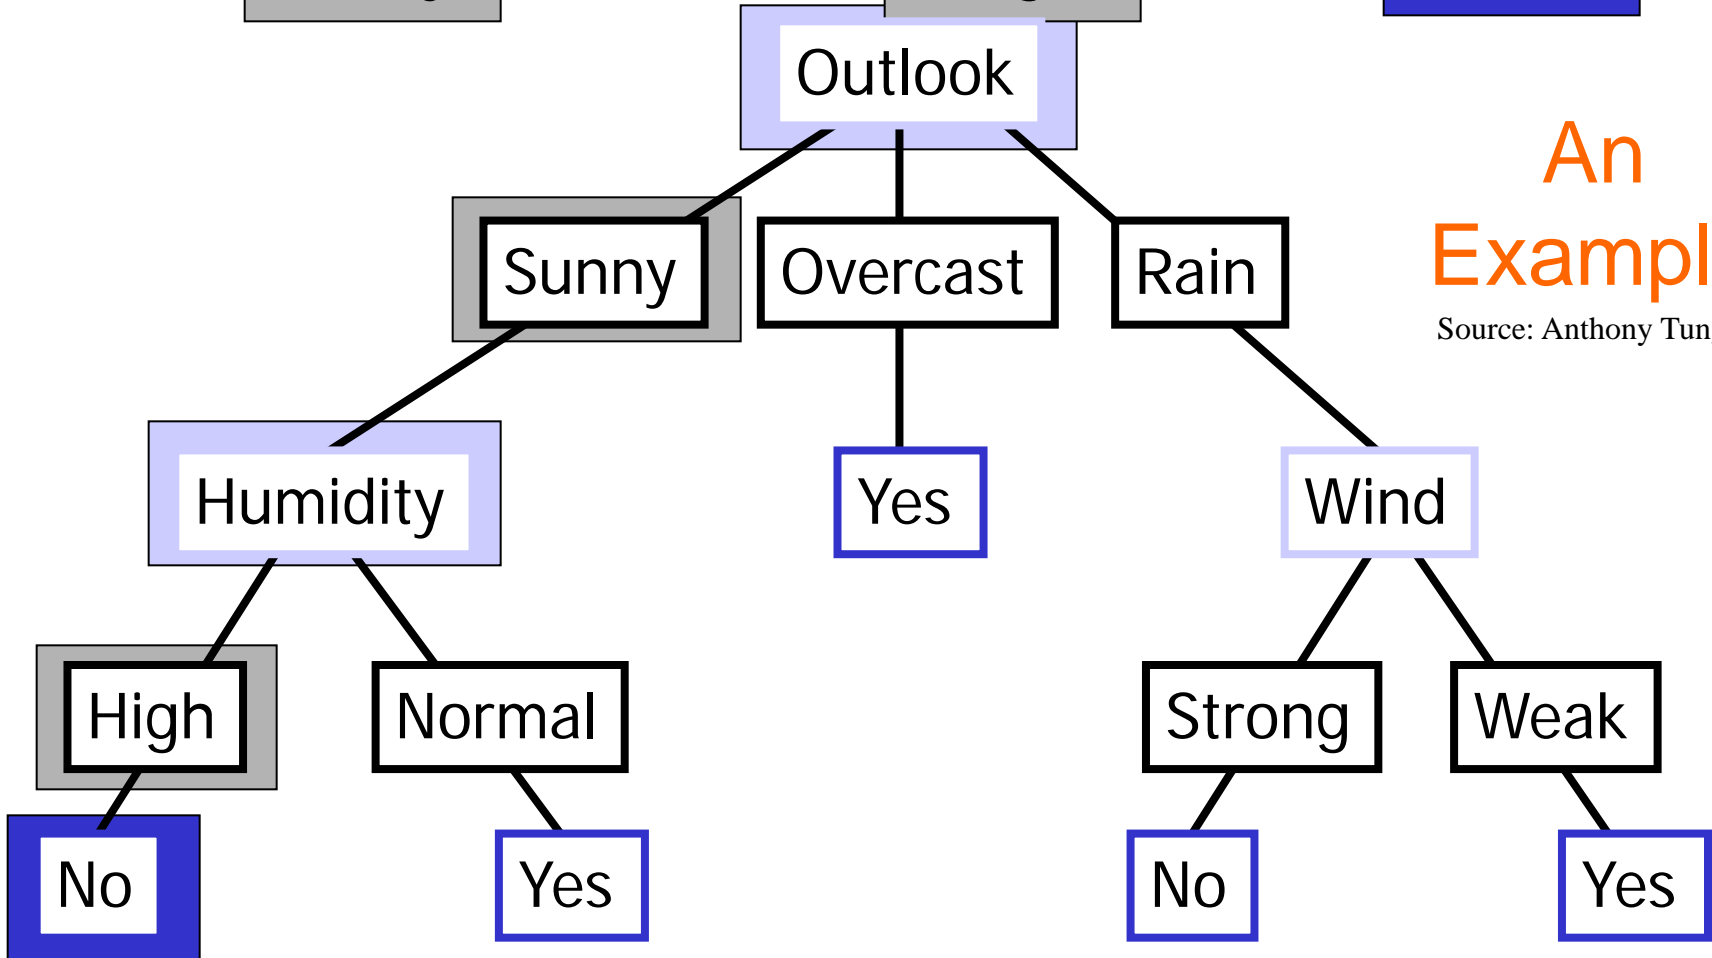 Outlook
An
Exampl
Sunny
Overcast
Rain
Source: Anthony Tun
Humidity
Yes
Wind
High
Normal
Strong
Weak
No
Yes
No
Yes